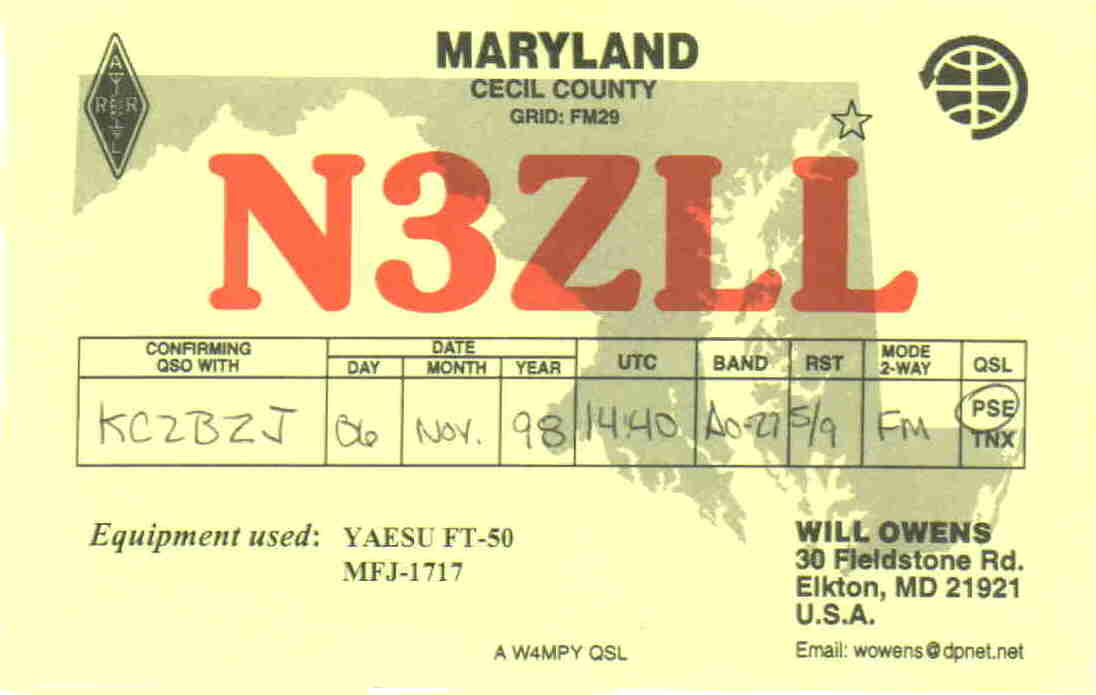 MARYLAND
CECIL COUNTY
GRID: FM29
A
R R
R E
L
N3ZLL
CONFIRMING QSO WITH DATE UTC BAND RST MODE 2-WAY QSL
DAY MONTH YEAR
KC2BZJ 06 Nov. 98 14:40 AO-27 5/9 FM PSE
TNX
Equipment used: YAESU FT-50
MFJ-1717
WILL OWENS
30 Fieldstone Rd.
Elkton, MD 21921
U.S.A.
Email: wowens@dpnet.net
A W4MPY QSL